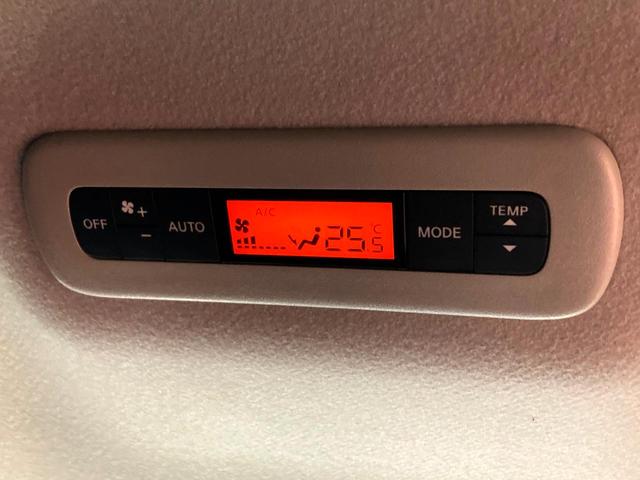 OFF
+
-
AUTO
A/C
25.5 °C
MODE
TEMP